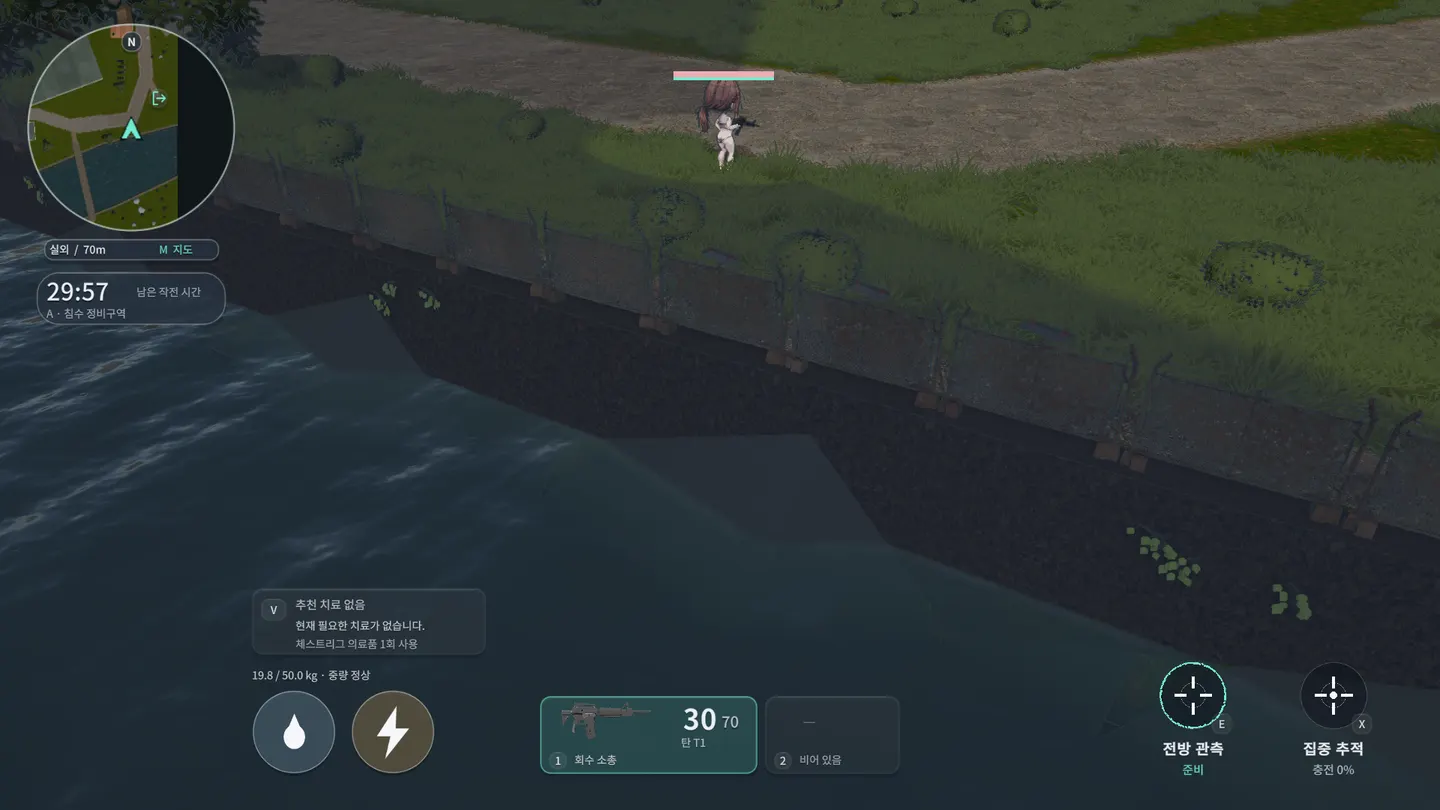 N
실외 / 70m
M 지도
29:57
남은 작전 시간
A · 침수 정비구역
V
추천 치료 없음
현재 필요한 치료가 없습니다.
체스트리그 의료품 1회 사용
19.8 / 50.0 kg · 중량 정상
30 70
탄 T1
1 회수 소총
—
2 비어 있음
E
전방 관측
준비
X
집중 추적
충전 0%